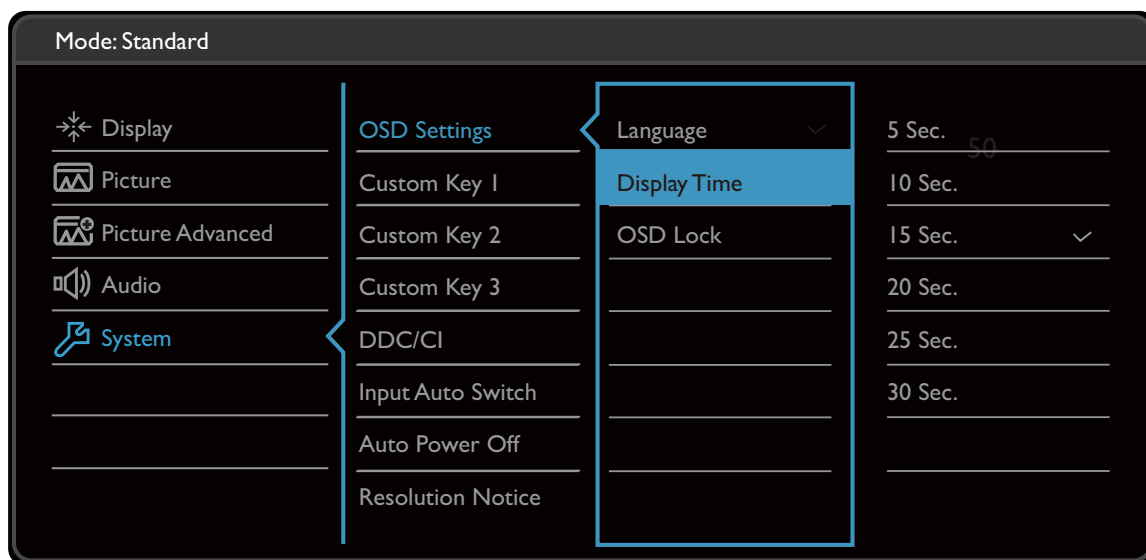 Mode: Standard
Display
Picture
Picture Advanced
Audio
System
OSD Settings
Custom Key 1
Custom Key 2
Custom Key 3
DDC/CI
Input Auto Switch
Auto Power Off
Resolution Notice
Language
Display Time
OSD Lock
5 Sec.
50
10 Sec.
15 Sec.
20 Sec.
25 Sec.
30 Sec.